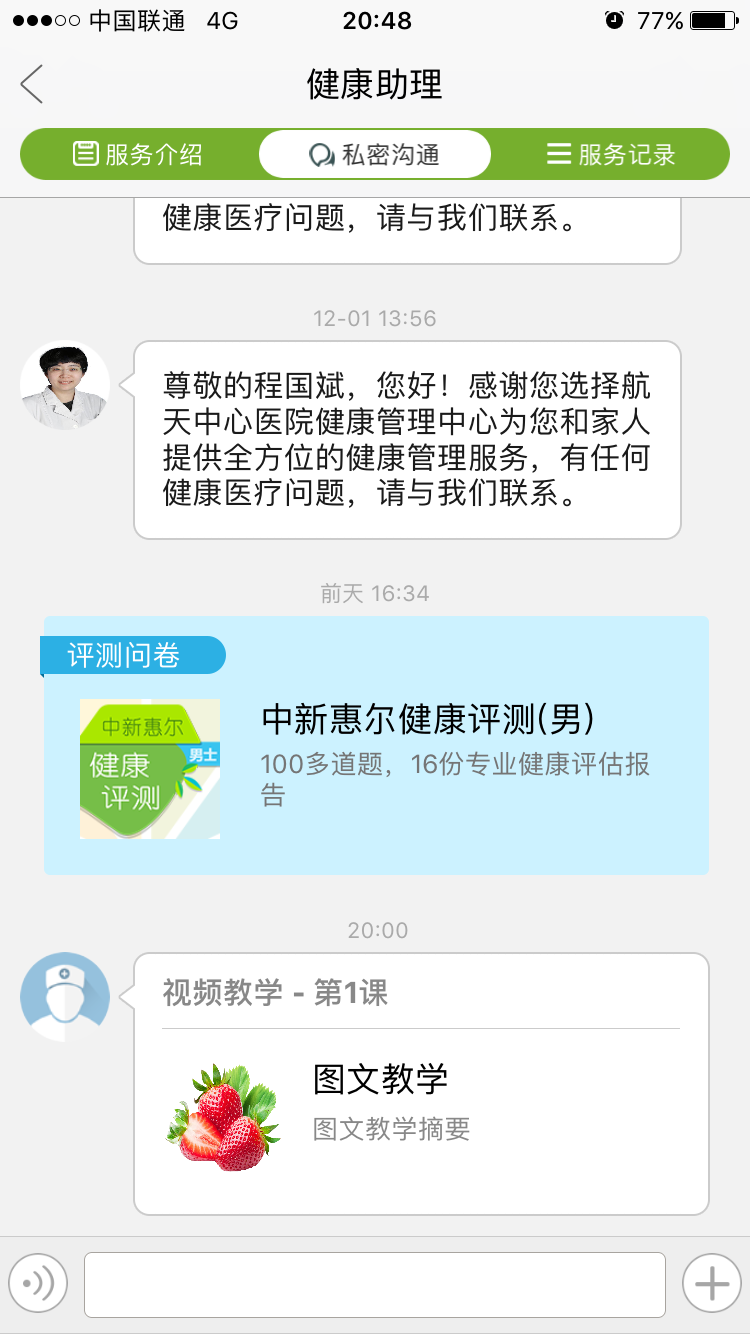 中国联通 4G 20:48 77%
健康助理
服务介绍 私密沟通 服务记录
健康医疗问题，请与我们联系。
12-01 13:56
尊敬的程国斌，您好！感谢您选择航
天中心医院健康管理中心为您和家人
提供全方位的健康管理服务，有任何
健康医疗问题，请与我们联系。
前天 16:34
评测问卷
中新惠尔
男士
健康
评测
中新惠尔健康评测(男)
100多道题，16份专业健康评估报
告
20:00
视频教学 - 第1课
图文教学
图文教学摘要